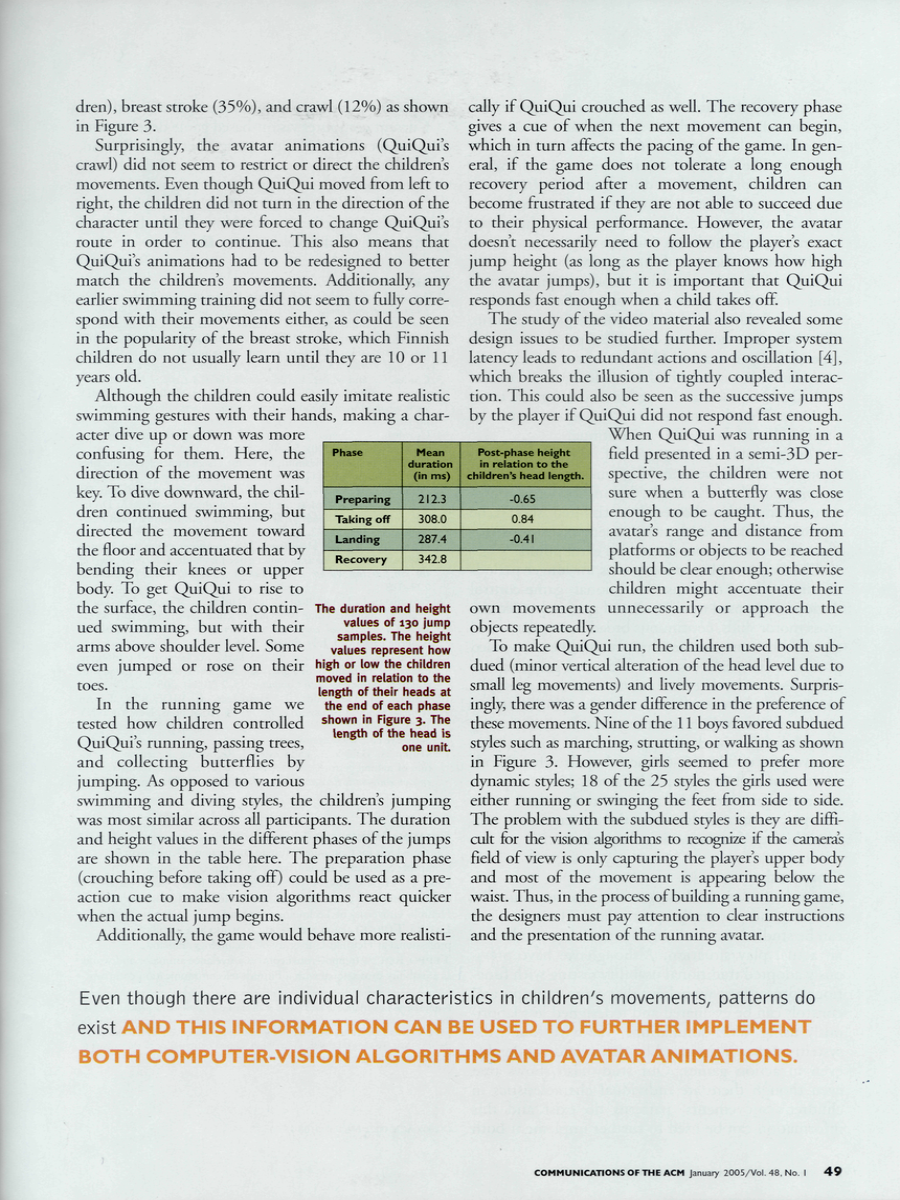 dren), breast stroke (35%), and crawl (12%) as shown
in Figure 3.
Surprisingly, the avatar animations (QuiQui's
crawl) did not seem to restrict or direct the children's
movements. Even though QuiQui moved from left to
right, the children did not turn in the direction of the
character until they were forced to change QuiQui's
route in order to continue. This also means that
QuiQui's animations had to be redesigned to better
match the children's movements. Additionally, any
earlier swimming training did not seem to fully corre-
spond with their movements either, as could be seen
in the popularity of the breast stroke, which Finnish
children do not usually learn until they are 10 or 11
years old.
Although the children could easily imitate realistic
swimming gestures with their hands, making a char-
acter dive up or down was more
confusing for them. Here, the
direction of the movement was
key. To dive downward, the chil-
dren continued swimming, but
directed the movement toward
the floor and accentuated that by
bending their knees or upper
body. To get QuiQui to rise to
the surface, the children contin-
ued swimming, but with their
arms above shoulder level. Some
even jumped or rose on their
toes.
In the running game we
tested how children controlled
QuiQui's running, passing trees,
and collecting butterflies by
jumping. As opposed to various
swimming and diving styles, the children's jumping
was most similar across all participants. The duration
and height values in the different phases of the jumps
are shown in the table here. The preparation phase
(crouching before taking off) could be used as a pre-
action cue to make vision algorithms react quicker
when the actual jump begins.
Additionally, the game would behave more realisti-
Phase Mean duration (in ms) Post-phase height in relation to the children's head length.
Preparing 212.3 -0.65
Taking off 308.0 0.84
Landing 287.4 -0.41
Recovery 342.8
The duration and height
values of 130 jump
samples. The height
values represent how
high or low the children
moved in relation to the
length of their heads at
the end of each phase
shown in Figure 3. The
length of the head is
one unit.
cally if QuiQui crouched as well. The recovery phase
gives a cue of when the next movement can begin,
which in turn affects the pacing of the game. In gen-
eral, if the game does not tolerate a long enough
recovery period after a movement, children can
become frustrated if they are not able to succeed due
to their physical performance. However, the avatar
doesn't necessarily need to follow the player's exact
jump height (as long as the player knows how high
the avatar jumps), but it is important that QuiQui
responds fast enough when a child takes off.
The study of the video material also revealed some
design issues to be studied further. Improper system
latency leads to redundant actions and oscillation [4],
which breaks the illusion of tightly coupled interac-
tion. This could also be seen as the successive jumps
by the player if QuiQui did not respond fast enough.
When QuiQui was running in a
field presented in a semi-3D per-
spective, the children were not
sure when a butterfly was close
enough to be caught. Thus, the
avatar's range and distance from
platforms or objects to be reached
should be clear enough; otherwise
children might accentuate their
own movements unnecessarily or approach the
objects repeatedly.
To make QuiQui run, the children used both sub-
dued (minor vertical alteration of the head level due to
small leg movements) and lively movements. Surpris-
ingly, there was a gender difference in the preference of
these movements. Nine of the 11 boys favored subdued
styles such as marching, strutting, or walking as shown
in Figure 3. However, girls seemed to prefer more
dynamic styles; 18 of the 25 styles the girls used were
either running or swinging the feet from side to side.
The problem with the subdued styles is they are diffi-
cult for the vision algorithms to recognize if the camera's
field of view is only capturing the player's upper body
and most of the movement is appearing below the
waist. Thus, in the process of building a running game,
the designers must pay attention to clear instructions
and the presentation of the running avatar.
Even though there are individual characteristics in children's movements, patterns do
exist AND THIS INFORMATION CAN BE USED TO FURTHER IMPLEMENT
BOTH COMPUTER-VISION ALGORITHMS AND AVATAR ANIMATIONS.
COMMUNICATIONS OF THE ACM January 2005/Vol. 48, No. 1 49